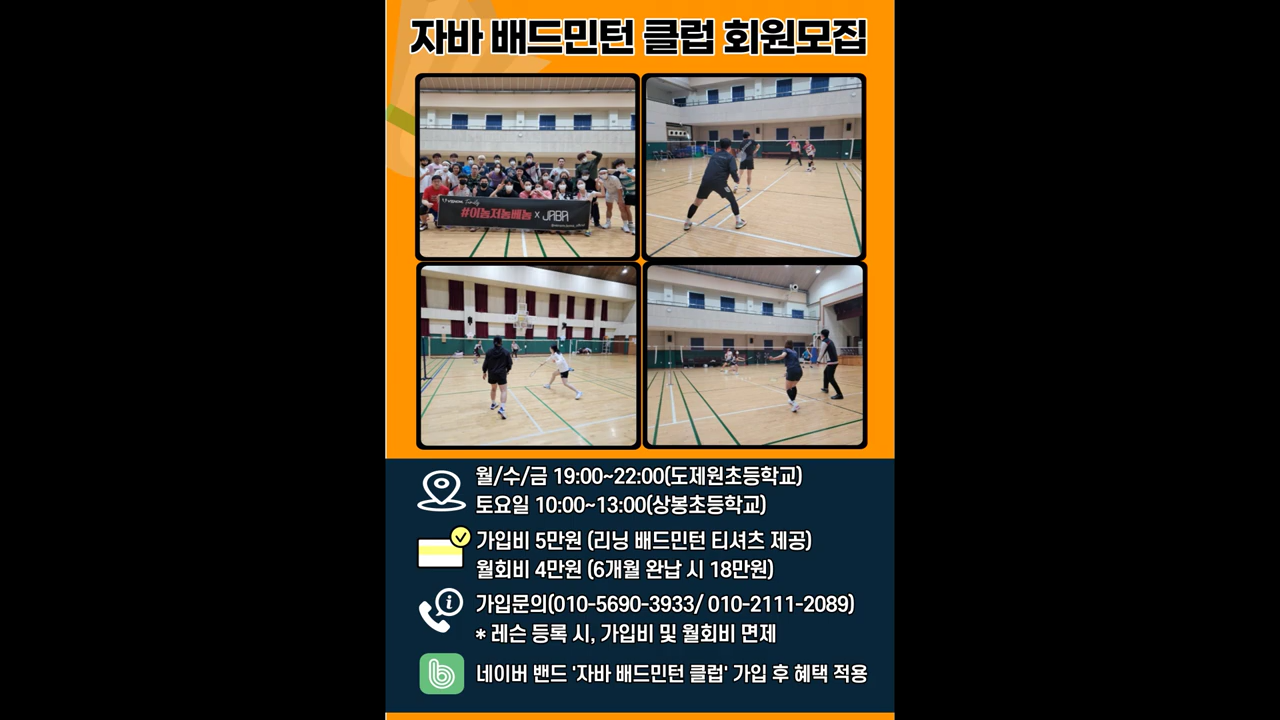 자바 배드민턴 클럽 회원모집
#이놈저놈배놈 x JABA
월/수/금 19:00~22:00(도제원초등학교)
토요일 10:00~13:00(상봉초등학교)
가입비 5만원 (리닝 배드민턴 티셔츠 제공)
월회비 4만원 (6개월 완납 시 18만원)
가입문의(010-5690-3933/ 010-2111-2089)
* 레슨 등록 시, 가입비 및 월회비 면제
네이버 밴드 '자바 배드민턴 클럽' 가입 후 혜택 적용